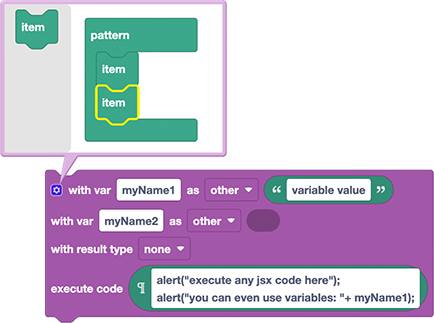 item
pattern
item
item
with var myName1 as other “ variable value ”
with var myName2 as other
with result type none
execute code ¶ alert("execute any jsx code here");
alert("you can even use variables: "+ myName1);